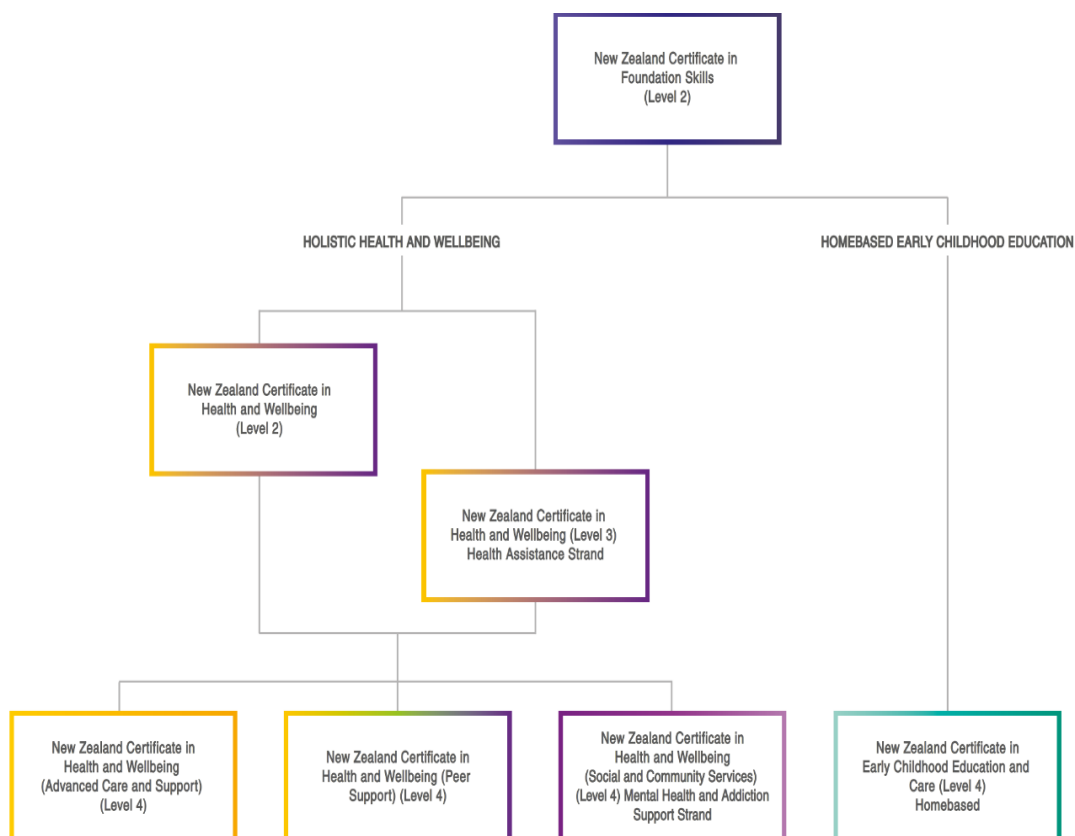 New Zealand Certificate in
Foundation Skills
(Level 2)
HOLISTIC HEALTH AND WELLBEING
HOMEBASED EARLY CHILDHOOD EDUCATION
New Zealand Certificate in
Health and Wellbeing
(Level 2)
New Zealand Certificate in
Health and Wellbeing (Level 3)
Health Assistance Strand
New Zealand Certificate in
Health and Wellbeing
(Advanced Care and Support)
(Level 4)
New Zealand Certificate in
Health and Wellbeing (Peer
Support) (Level 4)
New Zealand Certificate in
Health and Wellbeing
(Social and Community Services)
(Level 4) Mental Health and Addiction
Support Strand
New Zealand Certificate in
Early Childhood Education and
Care (Level 4)
Homebased